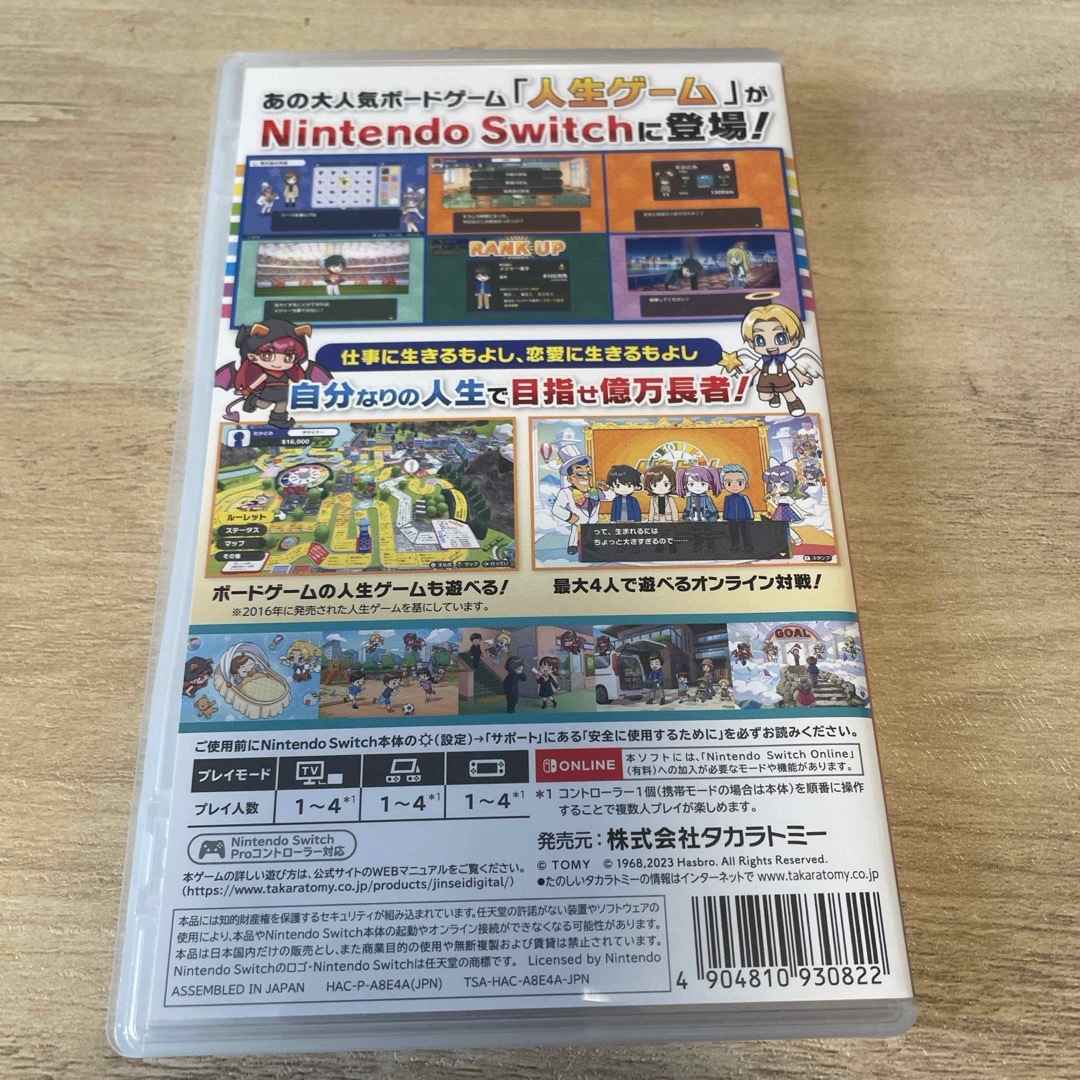 あの大人気ボードゲーム「人生ゲーム」が
Nintendo Switchに登場!
RANK UP
仕事に生きるもよし、恋愛に生きるもよし
自分なりの人生で目指せ億万長者!
たかとみ
デザイナー
$16,000
ルーレット
ステータス
マップ
その他
って、生まれるには
ちょっと大きすぎるので……
スタンプ
ボードゲームの人生ゲームも遊べる!
※2016年に発売された人生ゲームを基にしています。
最大4人で遊べるオンライン対戦!
GOAL
ご使用前にNintendo Switch本体の(設定)→「サポート」にある「安全に使用するために」を必ずお読みください。
プレイモード
TV
プレイ人数
1～4*1
1～4*1
1～4*1
ONLINE
本ソフトには、「Nintendo Switch Online」
(有料)への加入が必要なモードや機能があります。
*1 コントローラー1個(携帯モードの場合は本体)を順番に操作
することで複数人プレイが楽しめます。
Nintendo Switch
Proコントローラー対応
発売元:株式会社タカラトミー
© TOMY © 1968,2023 Hasbro. All Rights Reserved.
●たのしいタカラトミーの情報はインターネットで www.takaratomy.co.jp
本ゲームの詳しい遊び方は、公式サイトのWEBマニュアルをご覧ください。
(https://www.takaratomy.co.jp/products/jinseidigital/)
本品には知的財産権を保護するセキュリティが組み込まれています。任天堂の許諾がない装置やソフトウェアの
使用により、本品やNintendo Switch本体の起動やオンライン接続ができなくなる可能性があります。
本品は日本国内だけの販売とし、また商業目的の使用や無断複製および賃貸は禁止されています。
Nintendo Switchのロゴ・Nintendo Switchは任天堂の商標です。 Licensed by Nintendo
ASSEMBLED IN JAPAN HAC-P-A8E4A(JPN) TSA-HAC-A8E4A-JPN
4 904810 930822